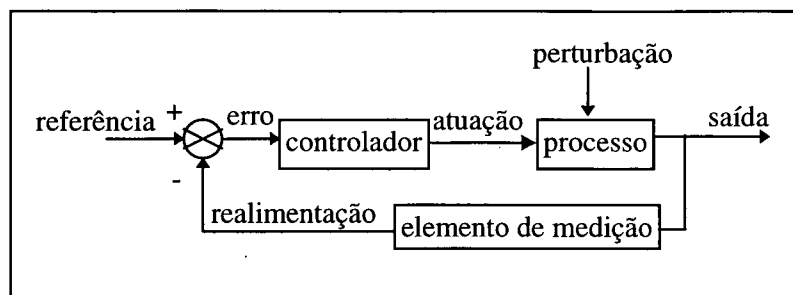 perturbação
referência
+
erro
controlador
atuação
processo
saída
-
realimentação
elemento de medição